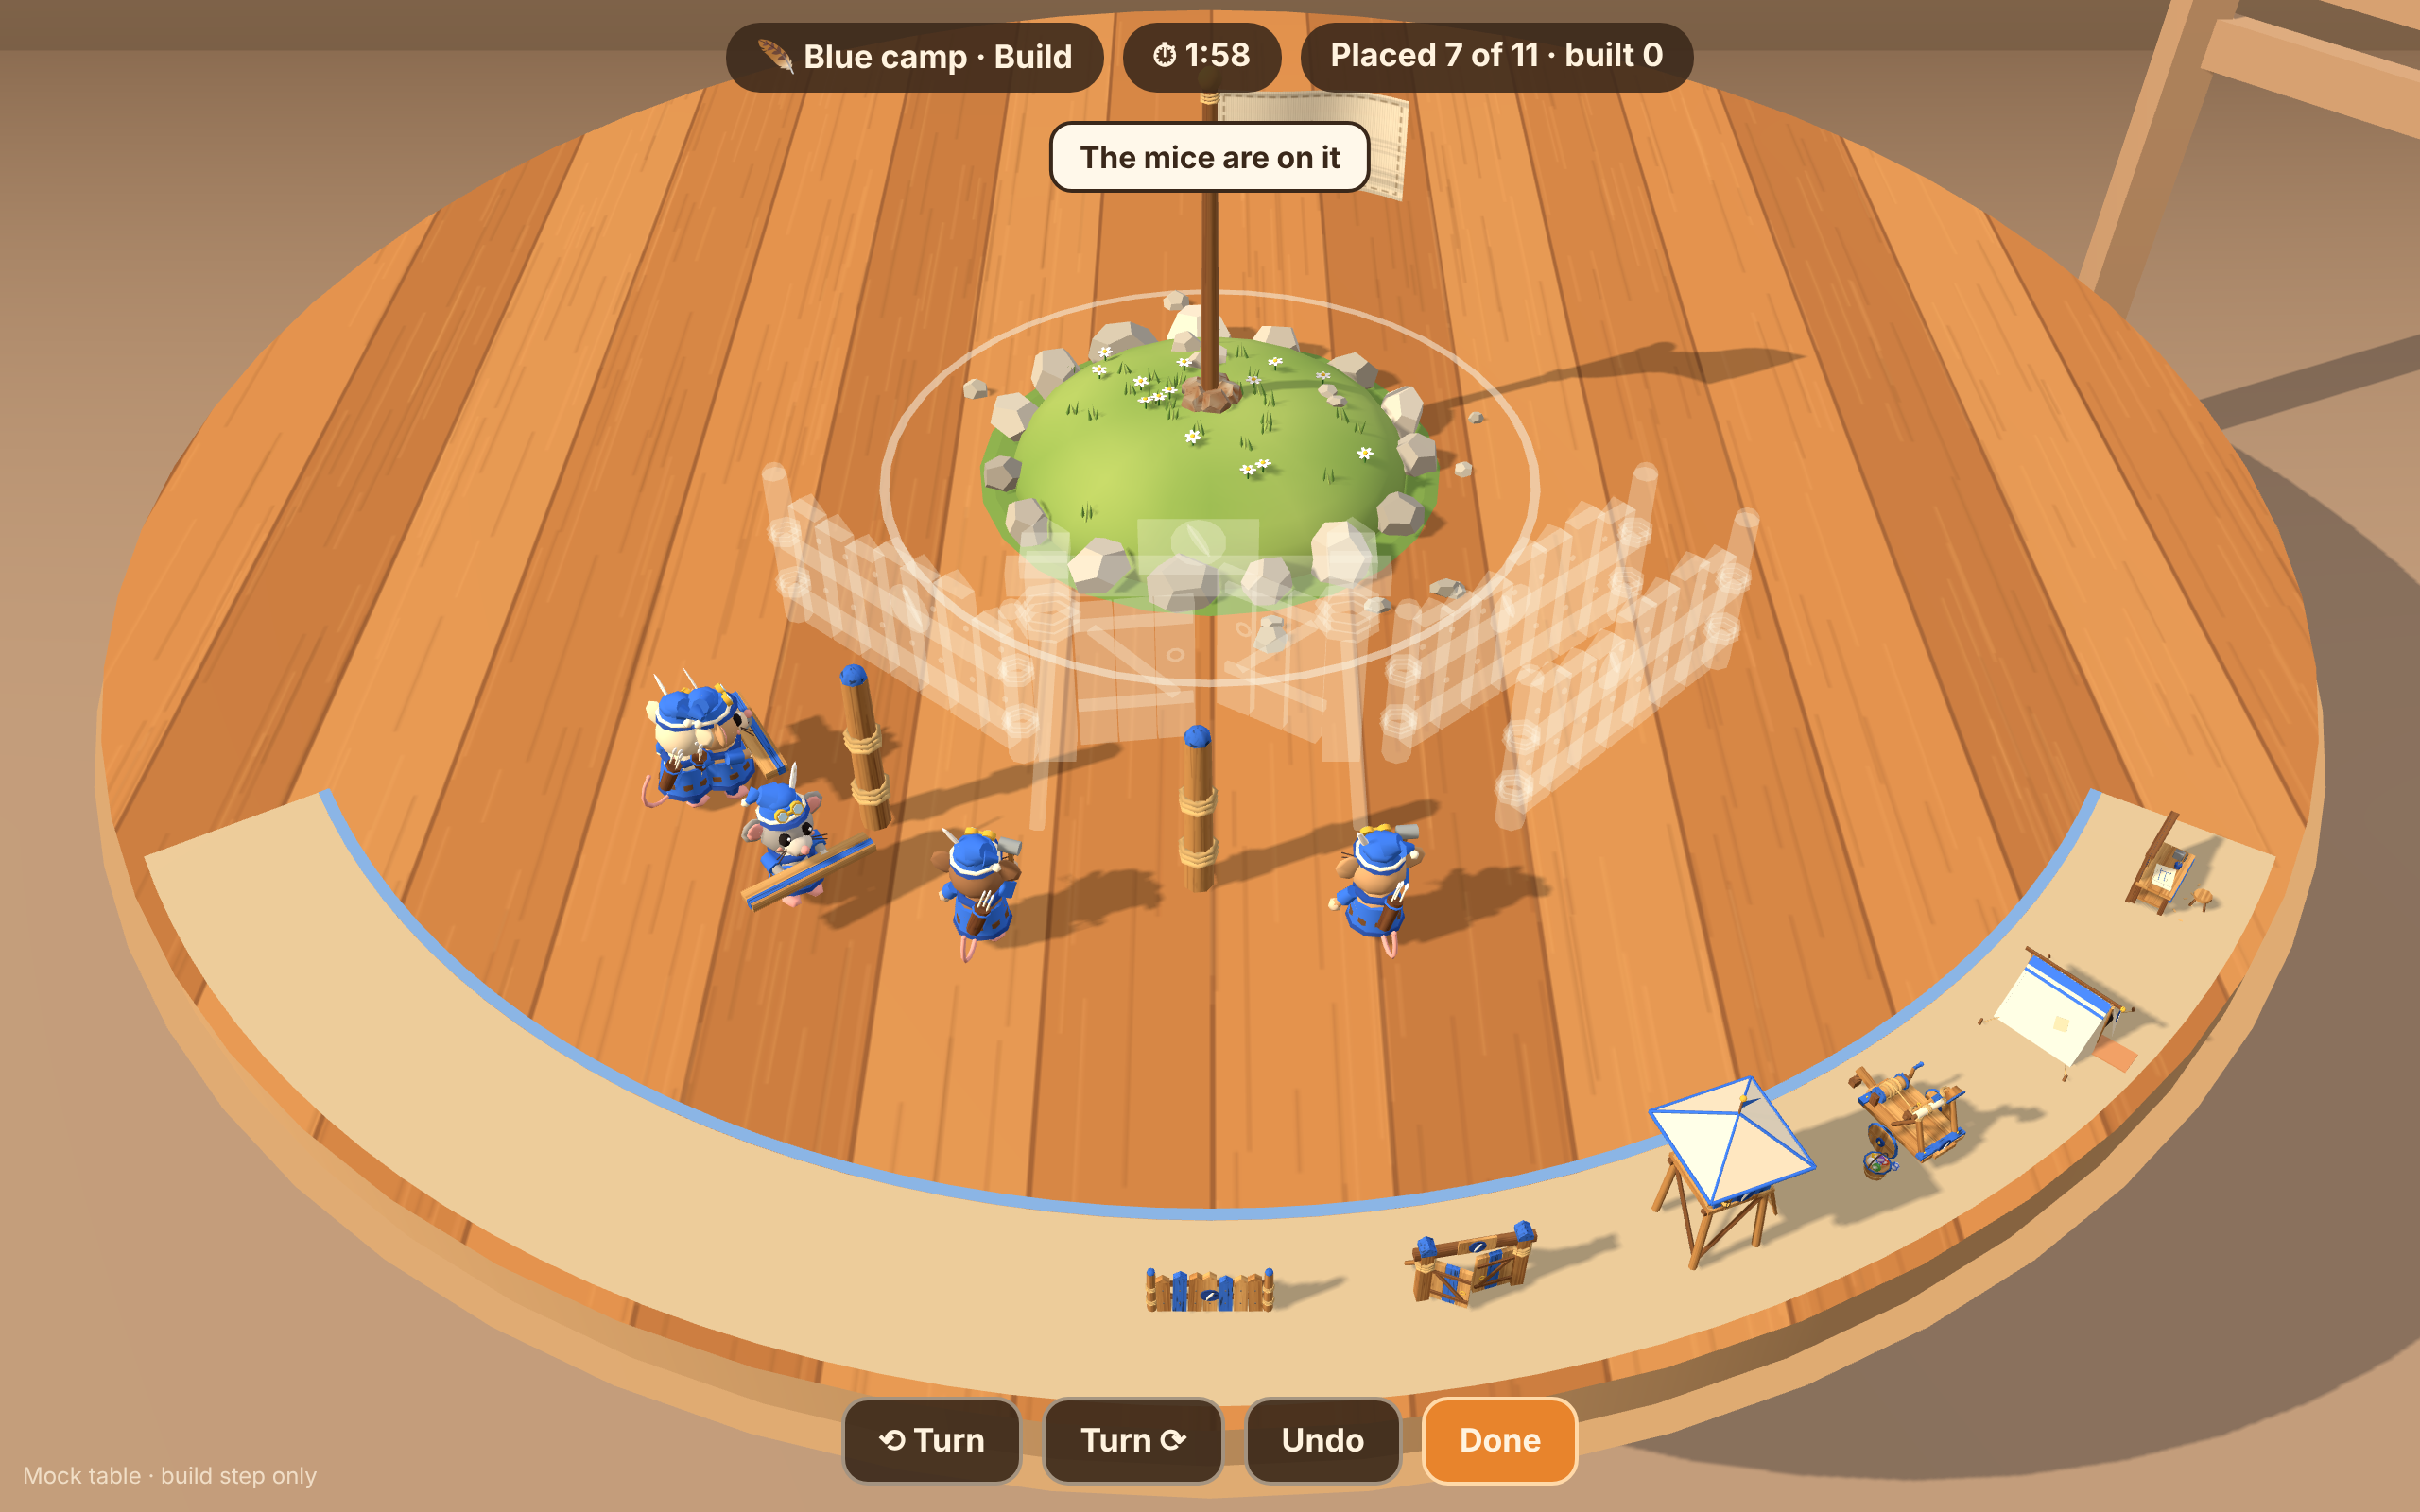 Blue camp · Build
1:58
Placed 7 of 11 · built 0
The mice are on it
⟲ Turn
Turn ⟳
Undo
Done
Mock table · build step only